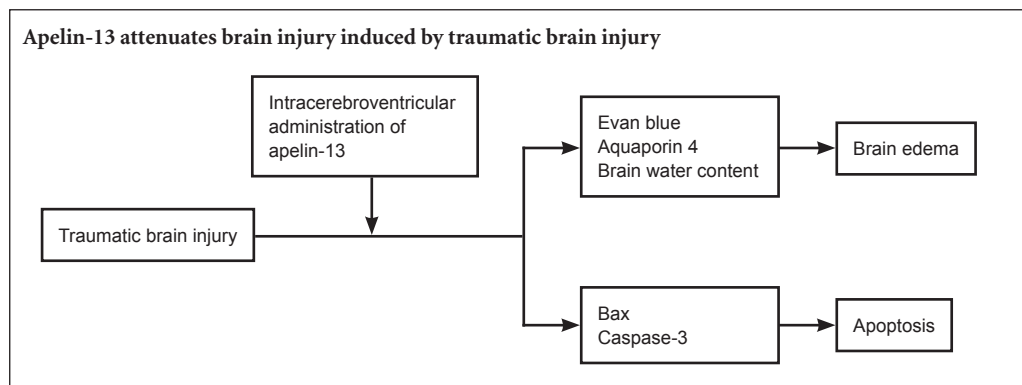 Apelin-13 attenuates brain injury induced by traumatic brain injury
Intracerebroventricular
administration of
apelin-13
Traumatic brain injury
Evan blue
Aquaporin 4
Brain water content
Brain edema
Bax
Caspase-3
Apoptosis